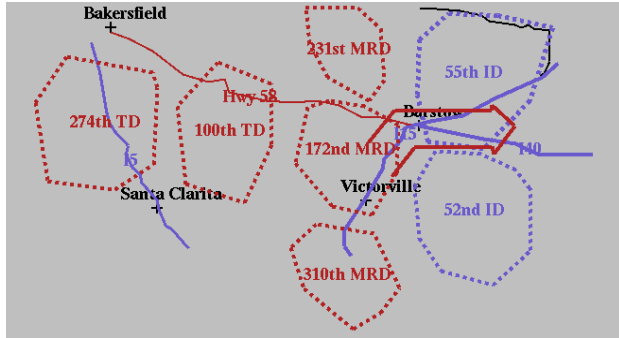 Bakersfield
231st MRD
55th ID
Hwy 58
Barstow
274th TD
100th TD
I15
172nd MRD
I40
I5
Victorville
Santa Clarita
52nd ID
310th MRD